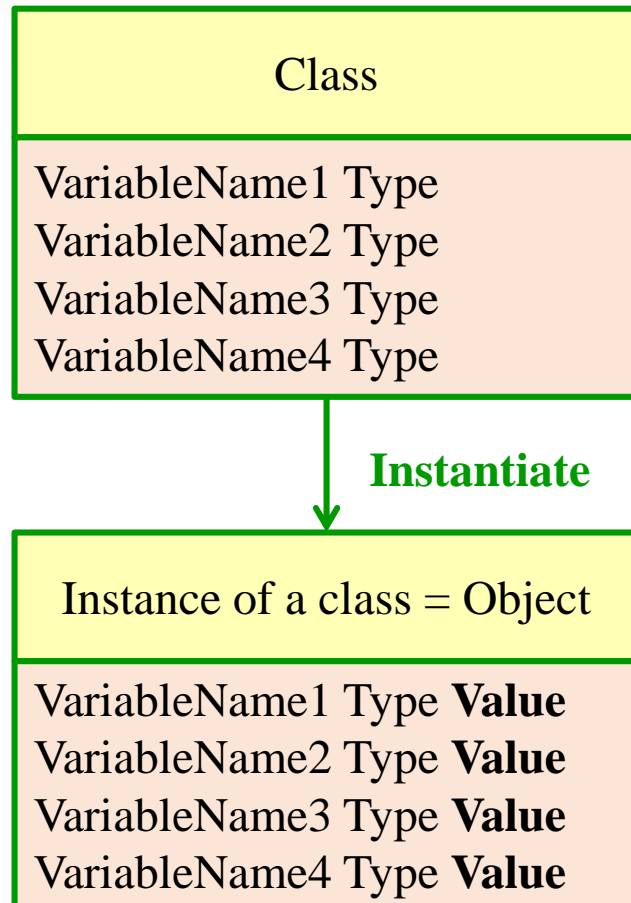 Class
VariableName1 Type
VariableName2 Type
VariableName3 Type
VariableName4 Type
Instantiate
Instance of a class = Object
VariableName1 Type Value
VariableName2 Type Value
VariableName3 Type Value
VariableName4 Type Value